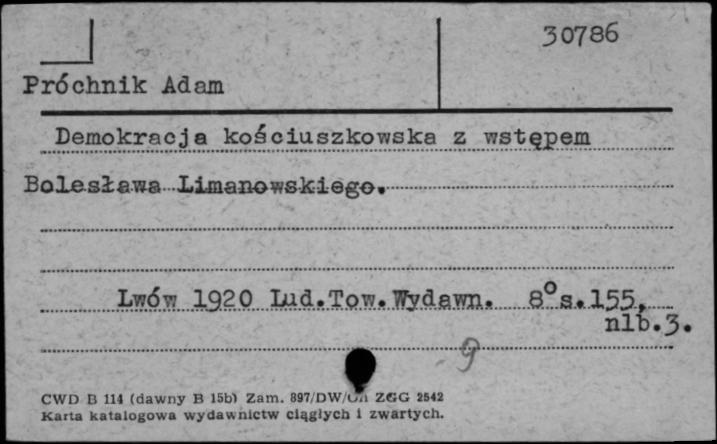 30786
Próchnik Adam
Demokracja kościuszkowska z wstępem
Bolesława Limanowskiego.
Lwów 1920 Lud.Tow.Wydawn. 8° s.155,
nlb.3.
9
CWD B 114 (dawny B 15b) Zam. 897/DW/ ZGG 2542
Karta katalogowa wydawnictw ciągłych i zwartych.